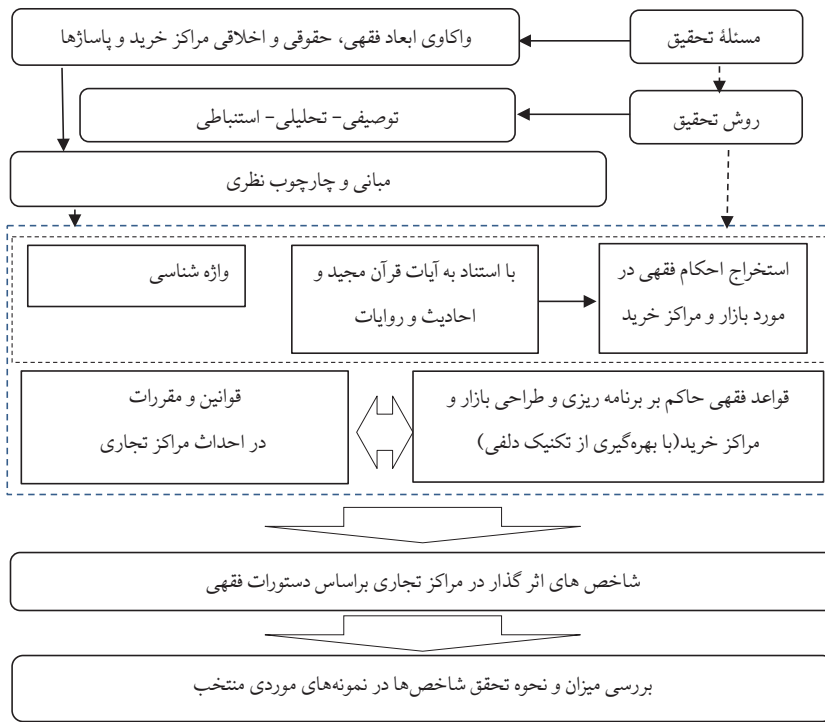 مسئلۀ تحقیق
واکاوی ابعاد فقهی، حقوقی و اخلاقی مراکز خرید و پاساژها
روش تحقیق
توصیفی- تحلیلی- استنباطی
مبانی و چارچوب نظری
استخراج احکام فقهی در
مورد بازار و مراکز خرید
با استناد به آیات قرآن مجید و
احادیث و روایات
واژه شناسی
قواعد فقهی حاکم بر برنامه ریزی و طراحی بازار و
مراکز خرید(با بهره‌گیری از تکنیک دلفی)
قوانین و مقررات
در احداث مراکز تجاری
شاخص های اثر گذار در مراکز تجاری براساس دستورات فقهی
بررسی میزان و نحوه تحقق شاخص‌ها در نمونه‌های موردی منتخب